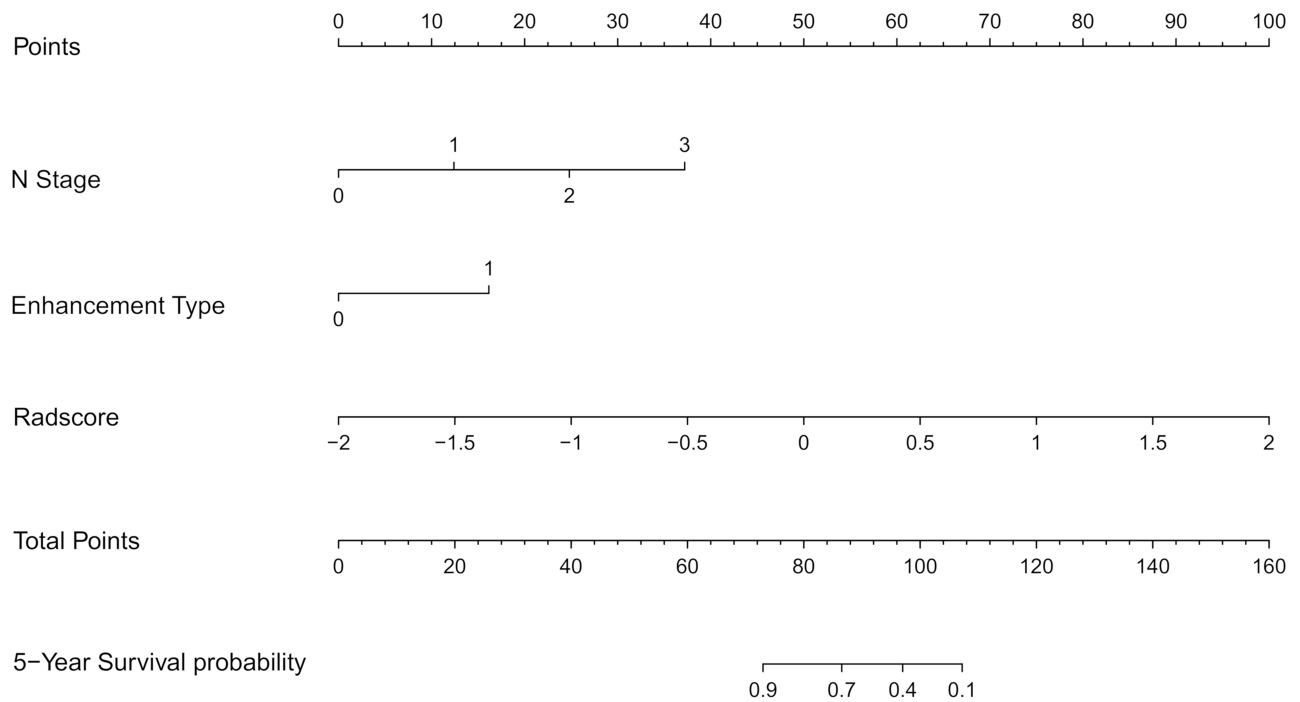 0 10 20 30 40 50 60 70 80 90 100
Points
1 3
N Stage
0 2
1
Enhancement Type
0
Radscore
−2 −1.5 −1 −0.5 0 0.5 1 1.5 2
Total Points
0 20 40 60 80 100 120 140 160
5−Year Survival probability
0.9 0.7 0.4 0.1